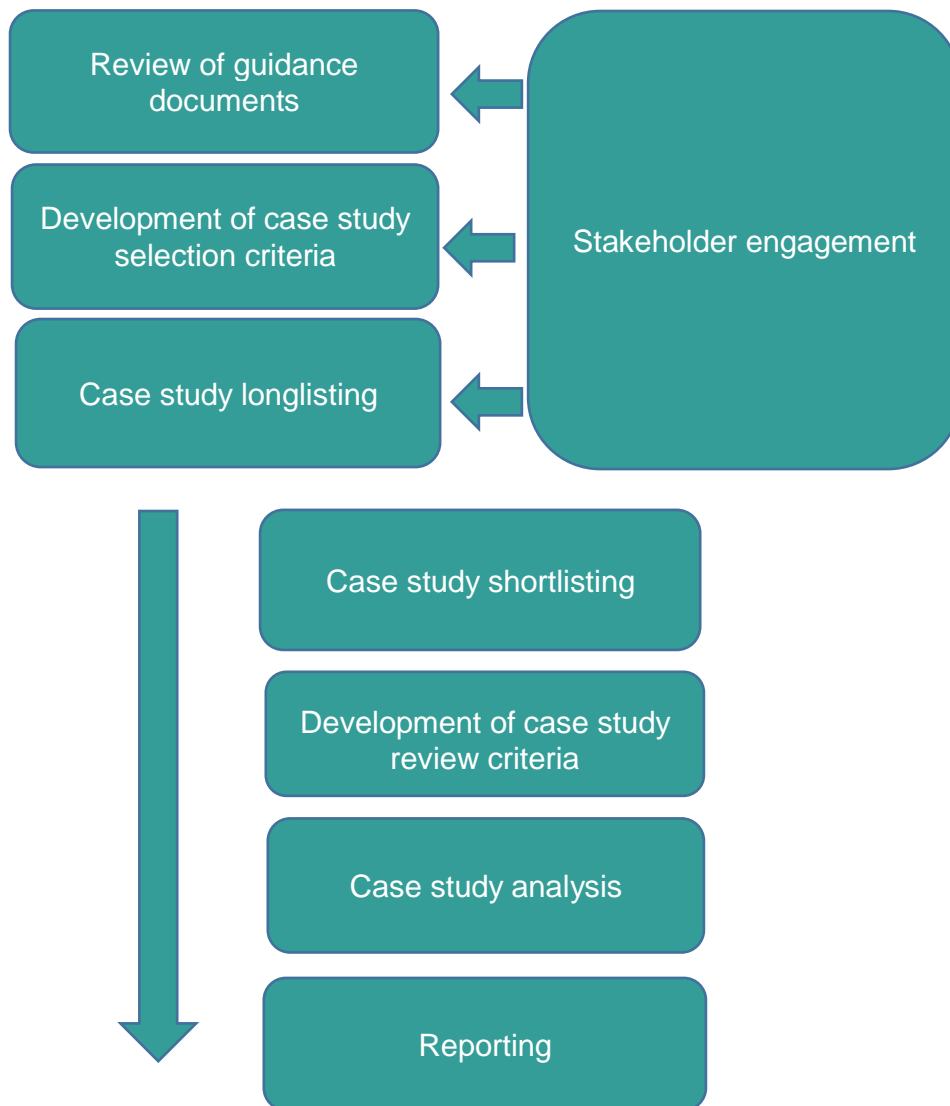 Review of guidance
documents
Development of case study
selection criteria
Case study longlisting
Stakeholder engagement
Case study shortlisting
Development of case study
review criteria
Case study analysis
Reporting